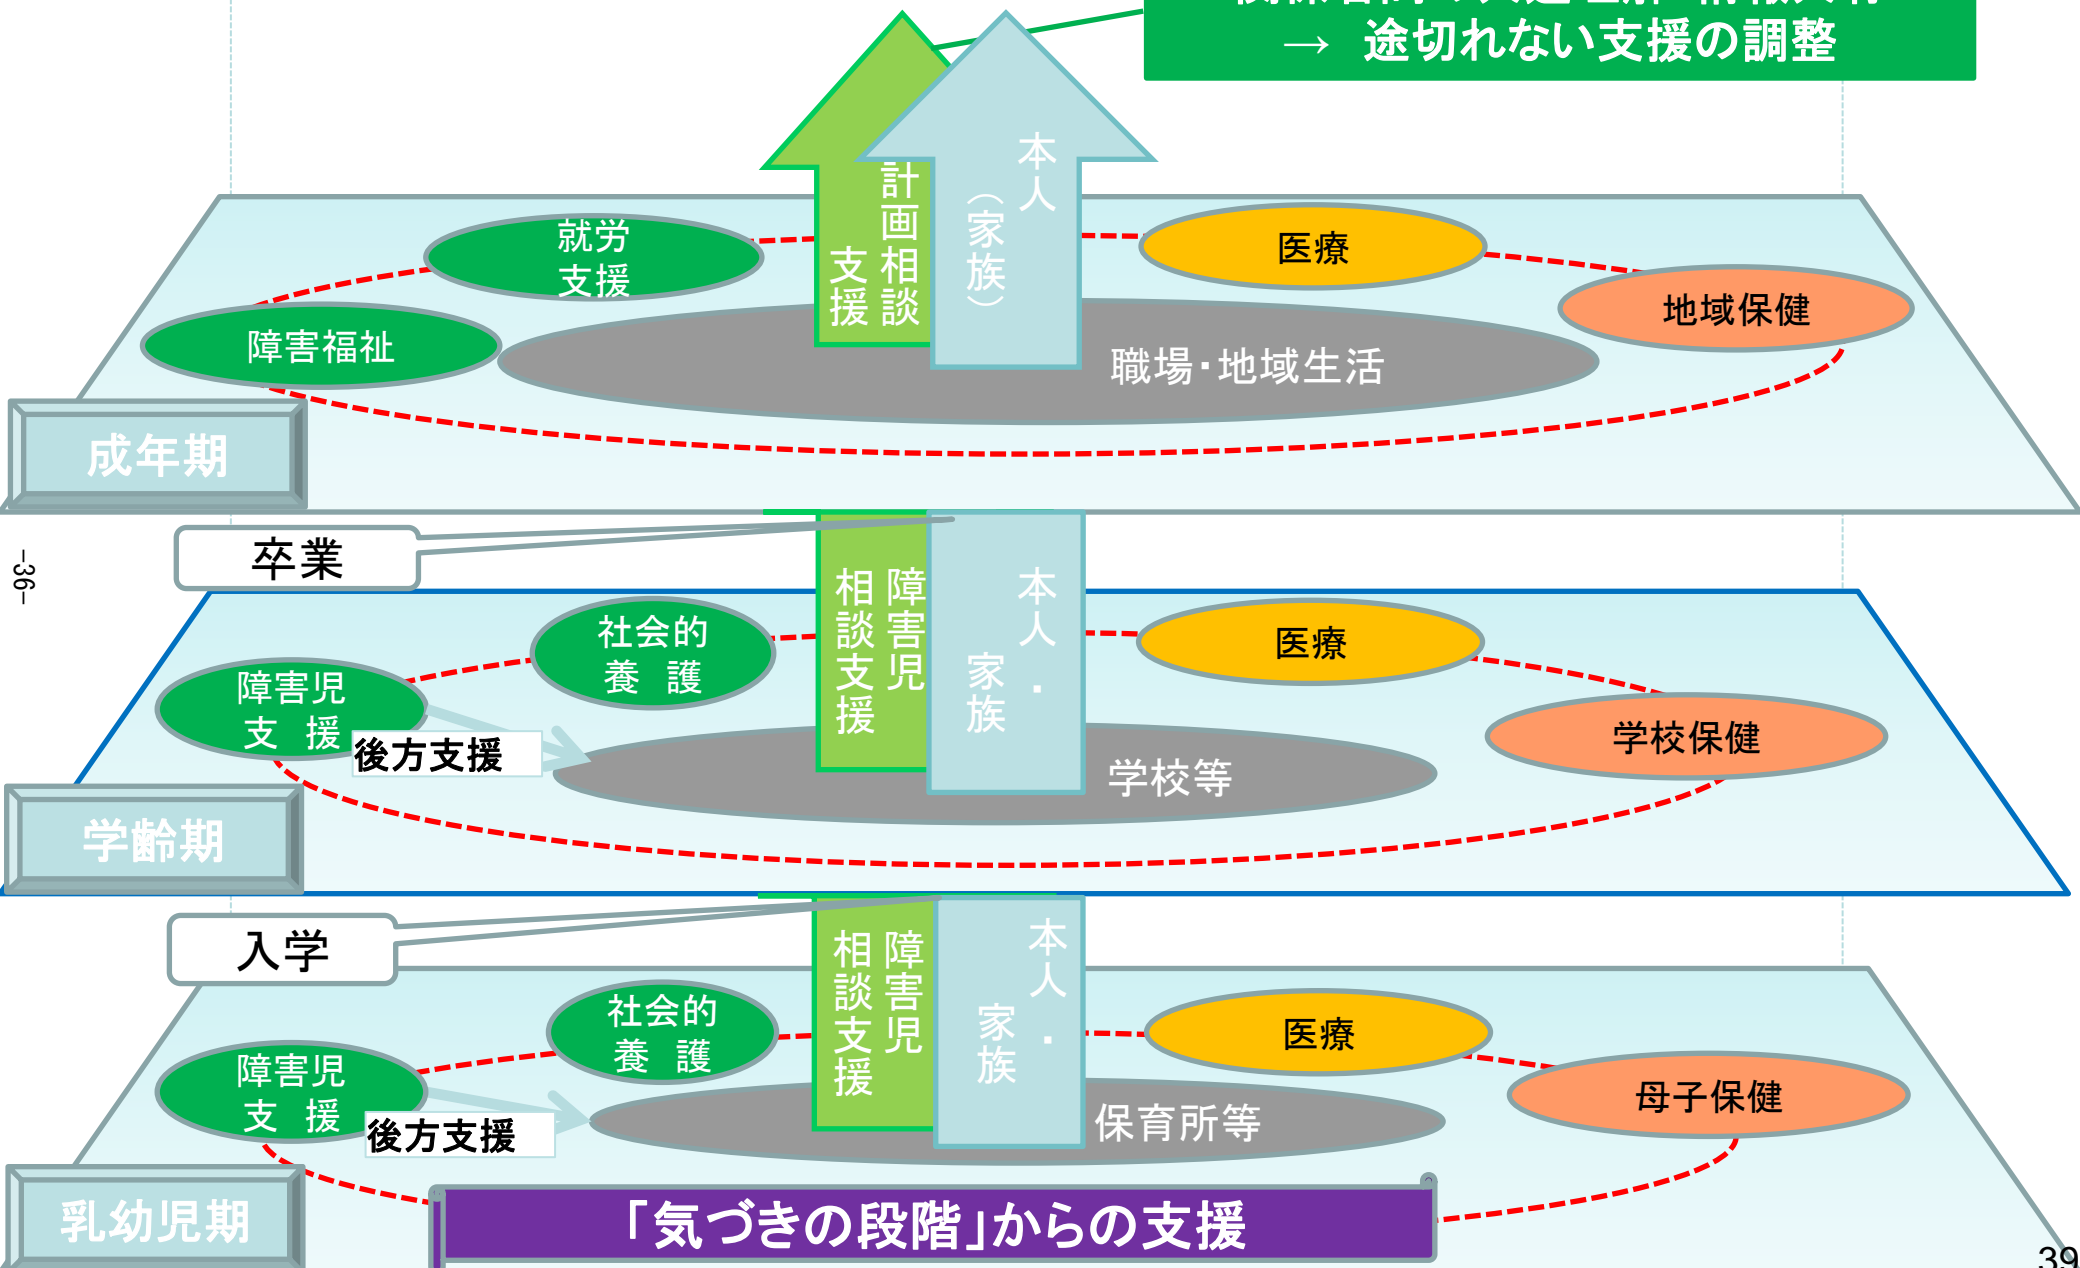 → 途切れない支援の調整
本人
（家族）
計画相談
支援
就労
支援
医療
地域保健
障害福祉
職場・地域生活
成年期
卒業
-36-
本人・
家族
障害児
相談支援
社会的
養 護
医療
障害児
支 援
後方支援
学校保健
学校等
学齢期
入学
本人・
家族
障害児
相談支援
社会的
養 護
医療
障害児
支 援
後方支援
母子保健
保育所等
乳幼児期
「気づきの段階」からの支援
39